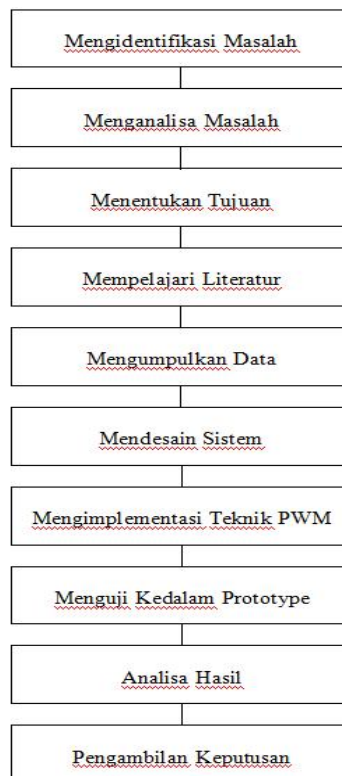 Mengidentifikasi Masalah
Menganalisa Masalah
Menentukan Tujuan
Mempelajari Literatur
Mengumpulkan Data
Mendesain Sistem
Mengimplementasi Teknik PWM
Menguji Kedalam Prototype
Analisa Hasil
Pengambilan Keputusan